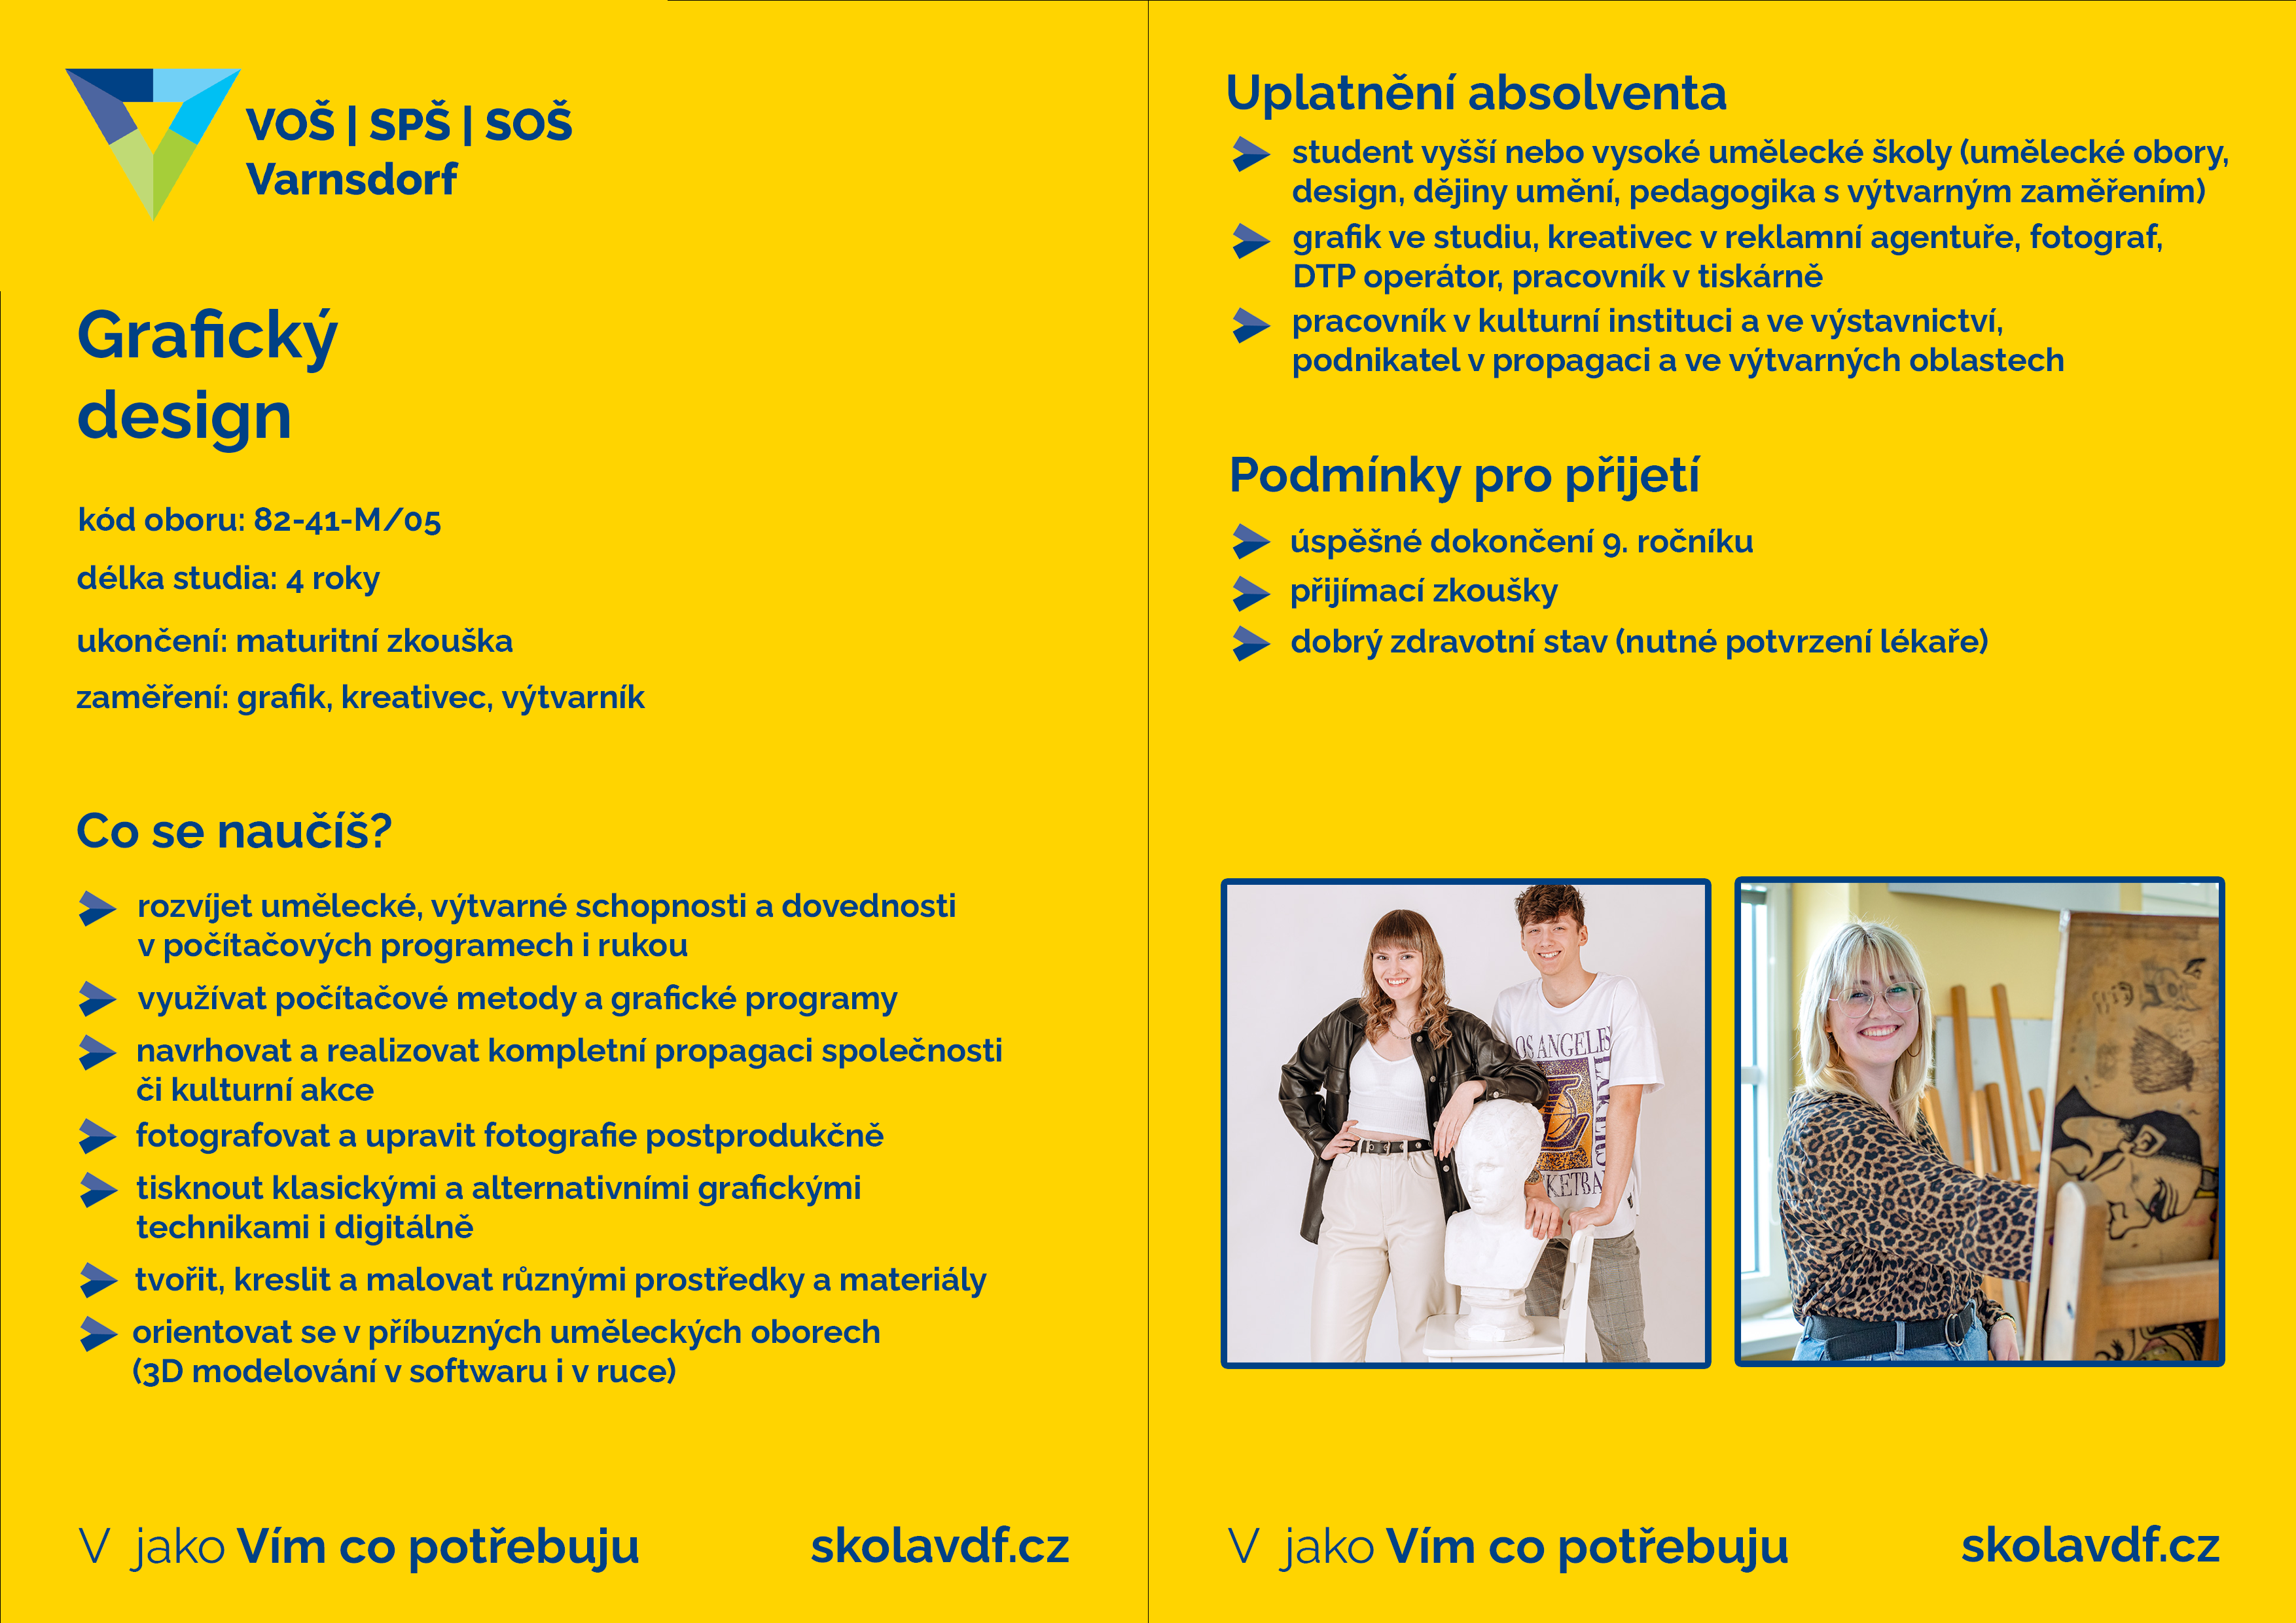 VOŠ | SPŠ | SOŠ
Varnsdorf
Grafický
design
kód oboru: 82-41-M/05
délka studia: 4 roky
ukončení: maturitní zkouška
zaměření: grafik, kreativec, výtvarník
Co se naučíš?
rozvíjet umělecké, výtvarné schopnosti a dovednosti
v počítačových programech i rukou
využívat počítačové metody a grafické programy
navrhovat a realizovat kompletní propagaci společnosti
či kulturní akce
fotografovat a upravit fotografie postprodukčně
tisknout klasickými a alternativními grafickými
technikami i digitálně
tvořit, kreslit a malovat různými prostředky a materiály
orientovat se v příbuzných uměleckých oborech
(3D modelování v softwaru i v ruce)
V jako Vím co potřebuju
skolavdf.cz
Uplatnění absolventa
student vyšší nebo vysoké umělecké školy (umělecké obory,
design, dějiny umění, pedagogika s výtvarným zaměřením)
grafik ve studiu, kreativec v reklamní agentuře, fotograf,
DTP operátor, pracovník v tiskárně
pracovník v kulturní instituci a ve výstavnictví,
podnikatel v propagaci a ve výtvarných oblastech
Podmínky pro přijetí
úspěšné dokončení 9. ročníku
přijímací zkoušky
dobrý zdravotní stav (nutné potvrzení lékaře)
OS ANGELES
LAKERS
KETBA
V jako Vím co potřebuju
skolavdf.cz